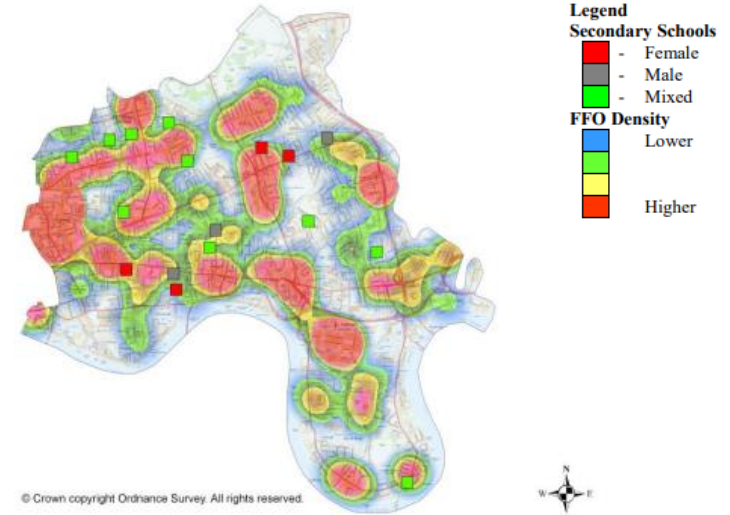 Legend
Secondary Schools
- Female
- Male
- Mixed
FFO Density
Lower
Higher
N
W E
© Crown copyright Ordnance Survey. All rights reserved.